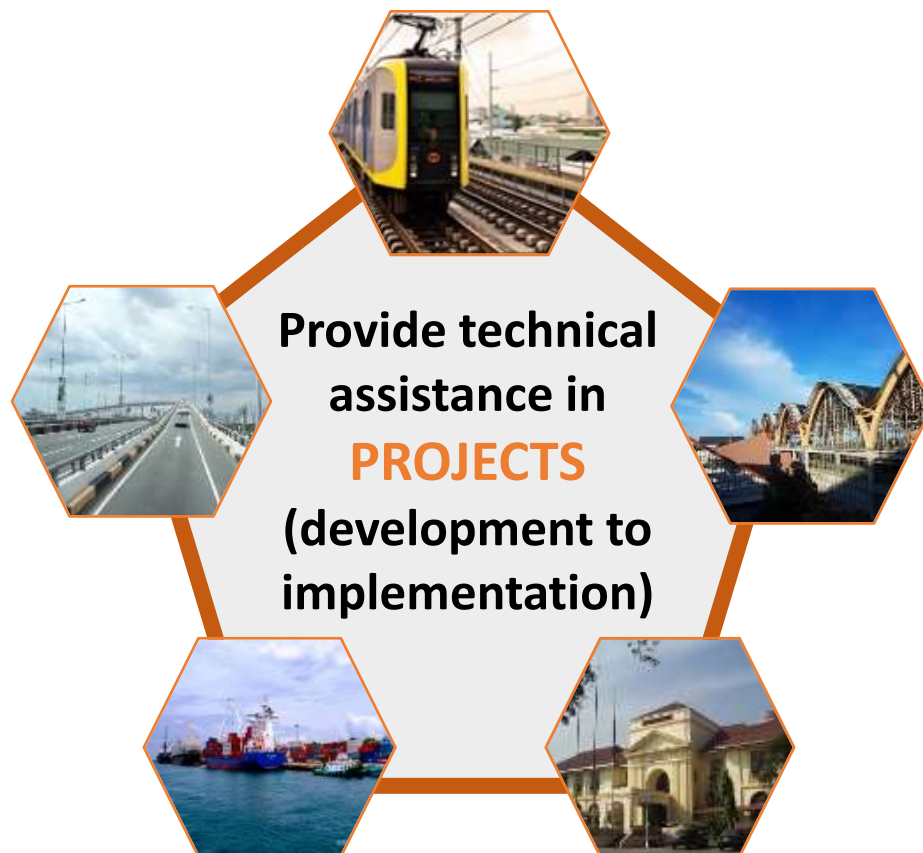 Provide technical
assistance in
PROJECTS
(development to
implementation)